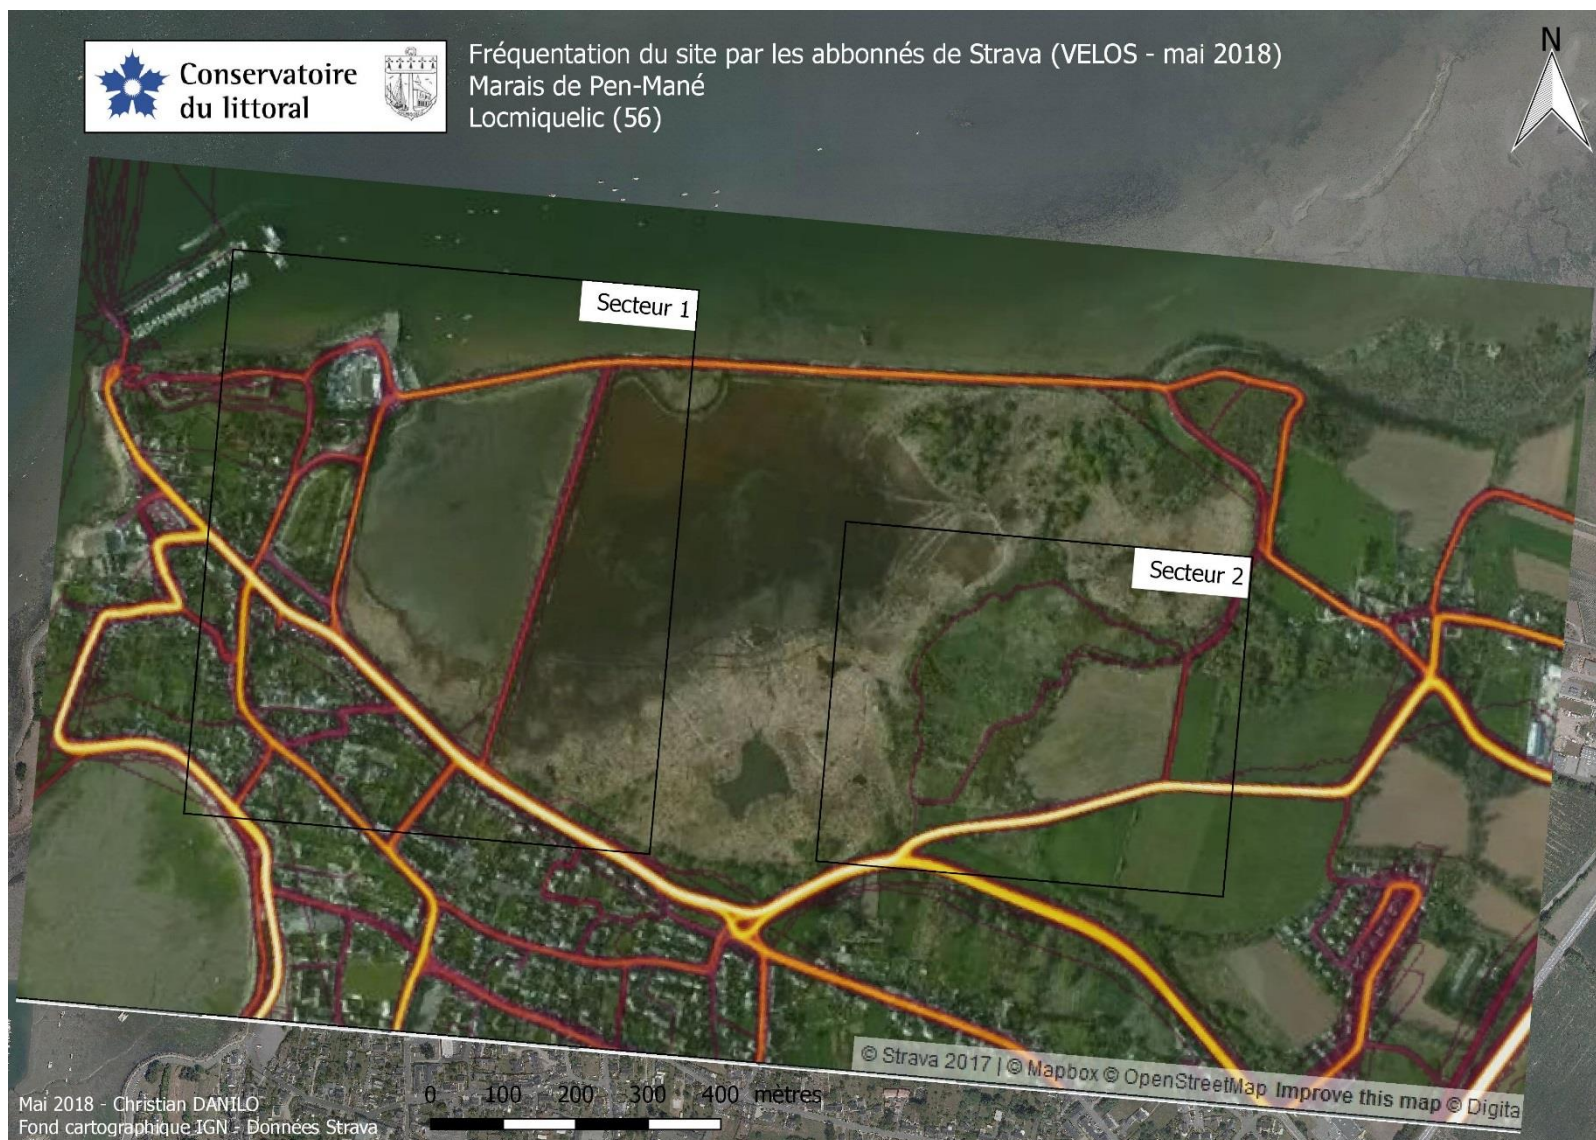 Conservatoire
du littoral
Fréquentation du site par les abbonnés de Strava (VELOS - mai 2018)
Marais de Pen-Mané
Locmiquelic (56)
N
Secteur 1
Secteur 2
© Strava 2017 | © Mapbox © OpenStreetMap Improve this map © Digita
0 100 200 300 400 mètres
Mai 2018 - Christian DANILO
Fond cartographique IGN - Données Strava